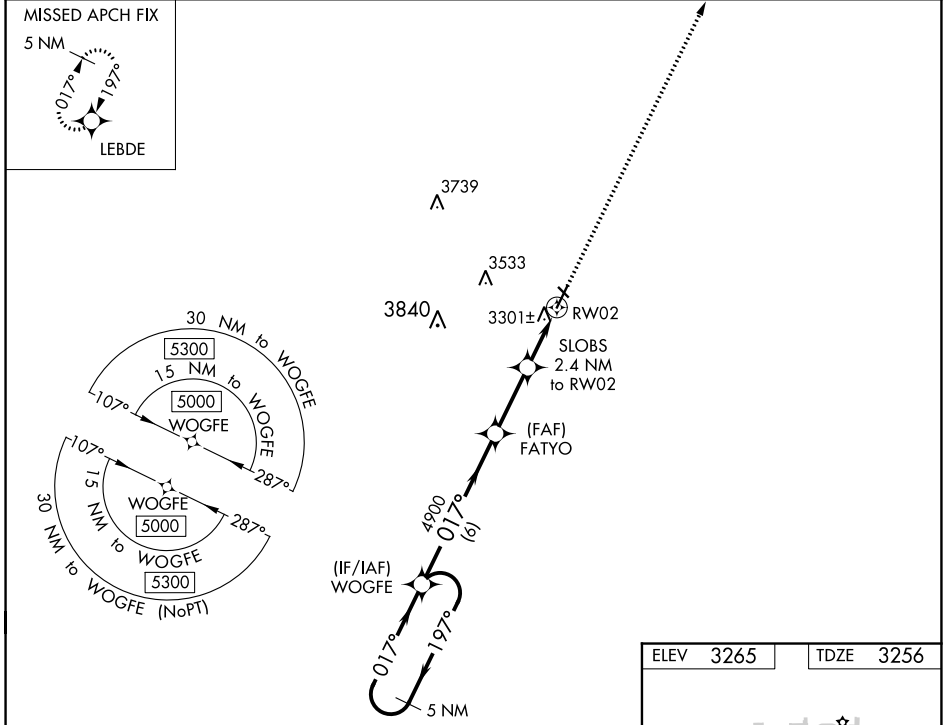 MISSED APCH FIX
5 NM
017°
197°
LEBDE
3739
3533
3840
3301±
RW02
SLOBS
2.4 NM
to RW02
(FAF)
FATYO
4900
017°
(6)
(IF/IAF)
WOGFE
017°
197°
5 NM
30 NM to WOGFE
5300
15 NM to WOGFE
5000
WOGFE
107°
287°
107°
287°
WOGFE
5000
15 NM to WOGFE
5300
30 NM to WOGFE (NoPT)
ELEV 3265
TDZE 3256